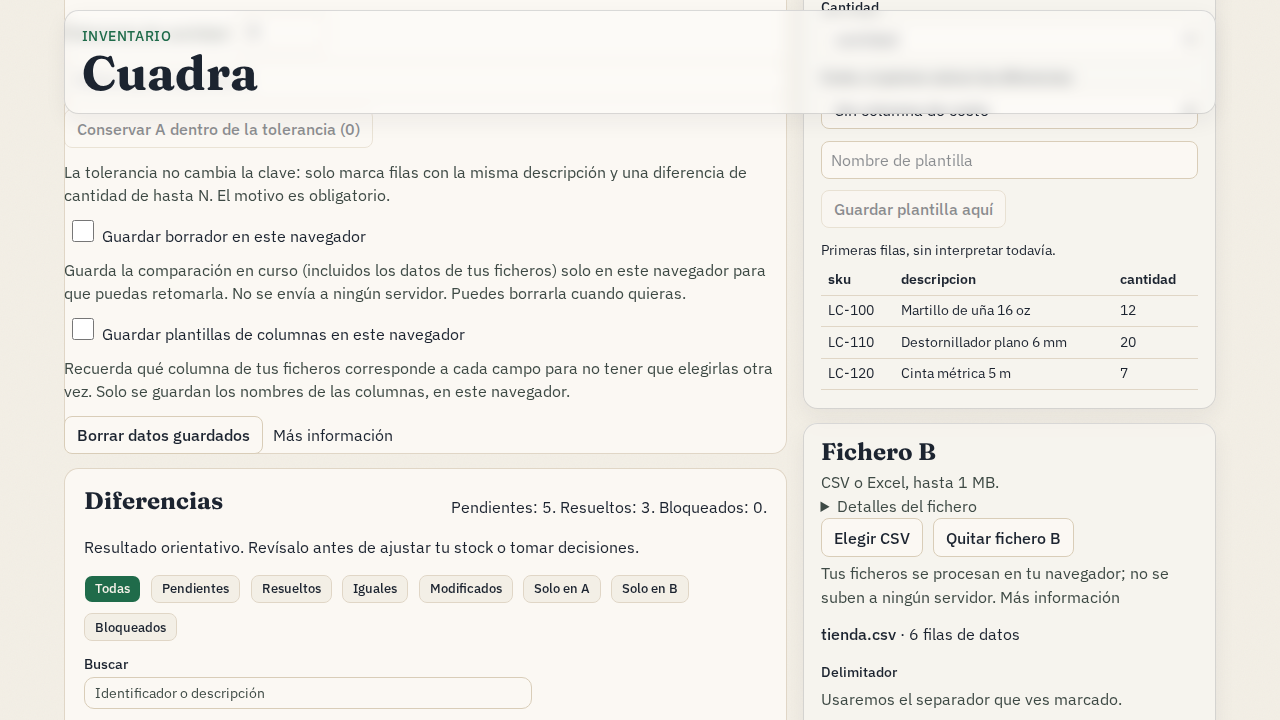 INVENTARIO
Cuadra
Conservar A dentro de la tolerancia (0)
La tolerancia no cambia la clave: solo marca filas con la misma descripción y una diferencia de
cantidad de hasta N. El motivo es obligatorio.
Guardar borrador en este navegador
Guarda la comparación en curso (incluidos los datos de tus ficheros) solo en este navegador para
que puedas retomarla. No se envía a ningún servidor. Puedes borrarla cuando quieras.
Guardar plantillas de columnas en este navegador
Recuerda qué columna de tus ficheros corresponde a cada campo para no tener que elegirlas otra
vez. Solo se guardan los nombres de las columnas, en este navegador.
Borrar datos guardados Más información
Diferencias
Pendientes: 5. Resueltos: 3. Bloqueados: 0.
Resultado orientativo. Revísalo antes de ajustar tu stock o tomar decisiones.
Todas Pendientes Resueltos Iguales Modificados Solo en A Solo en B
Bloqueados
Buscar
Identificador o descripción
Cantidad
Sin columna de costo
Nombre de plantilla
Guardar plantilla aquí
Primeras filas, sin interpretar todavía.
sku descripcion cantidad
LC-100 Martillo de uña 16 oz 12
LC-110 Destornillador plano 6 mm 20
LC-120 Cinta métrica 5 m 7
Fichero B
CSV o Excel, hasta 1 MB.
Detalles del fichero
Elegir CSV Quitar fichero B
Tus ficheros se procesan en tu navegador; no se
suben a ningún servidor. Más información
tienda.csv · 6 filas de datos
Delimitador
Usaremos el separador que ves marcado.